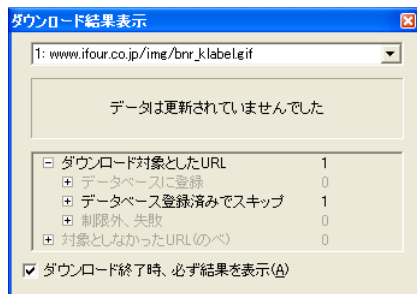 ダウンロード結果表示
1: www.ifour.co.jp/img/bnr_klabel.gif
データは更新されていませんでした
ダウンロード対象としたURL 1
データベースに登録 0
データベース登録済みでスキップ 1
制限外、失敗 0
対象としなかったURL(のべ) 0
ダウンロード終了時、必ず結果を表示(A)